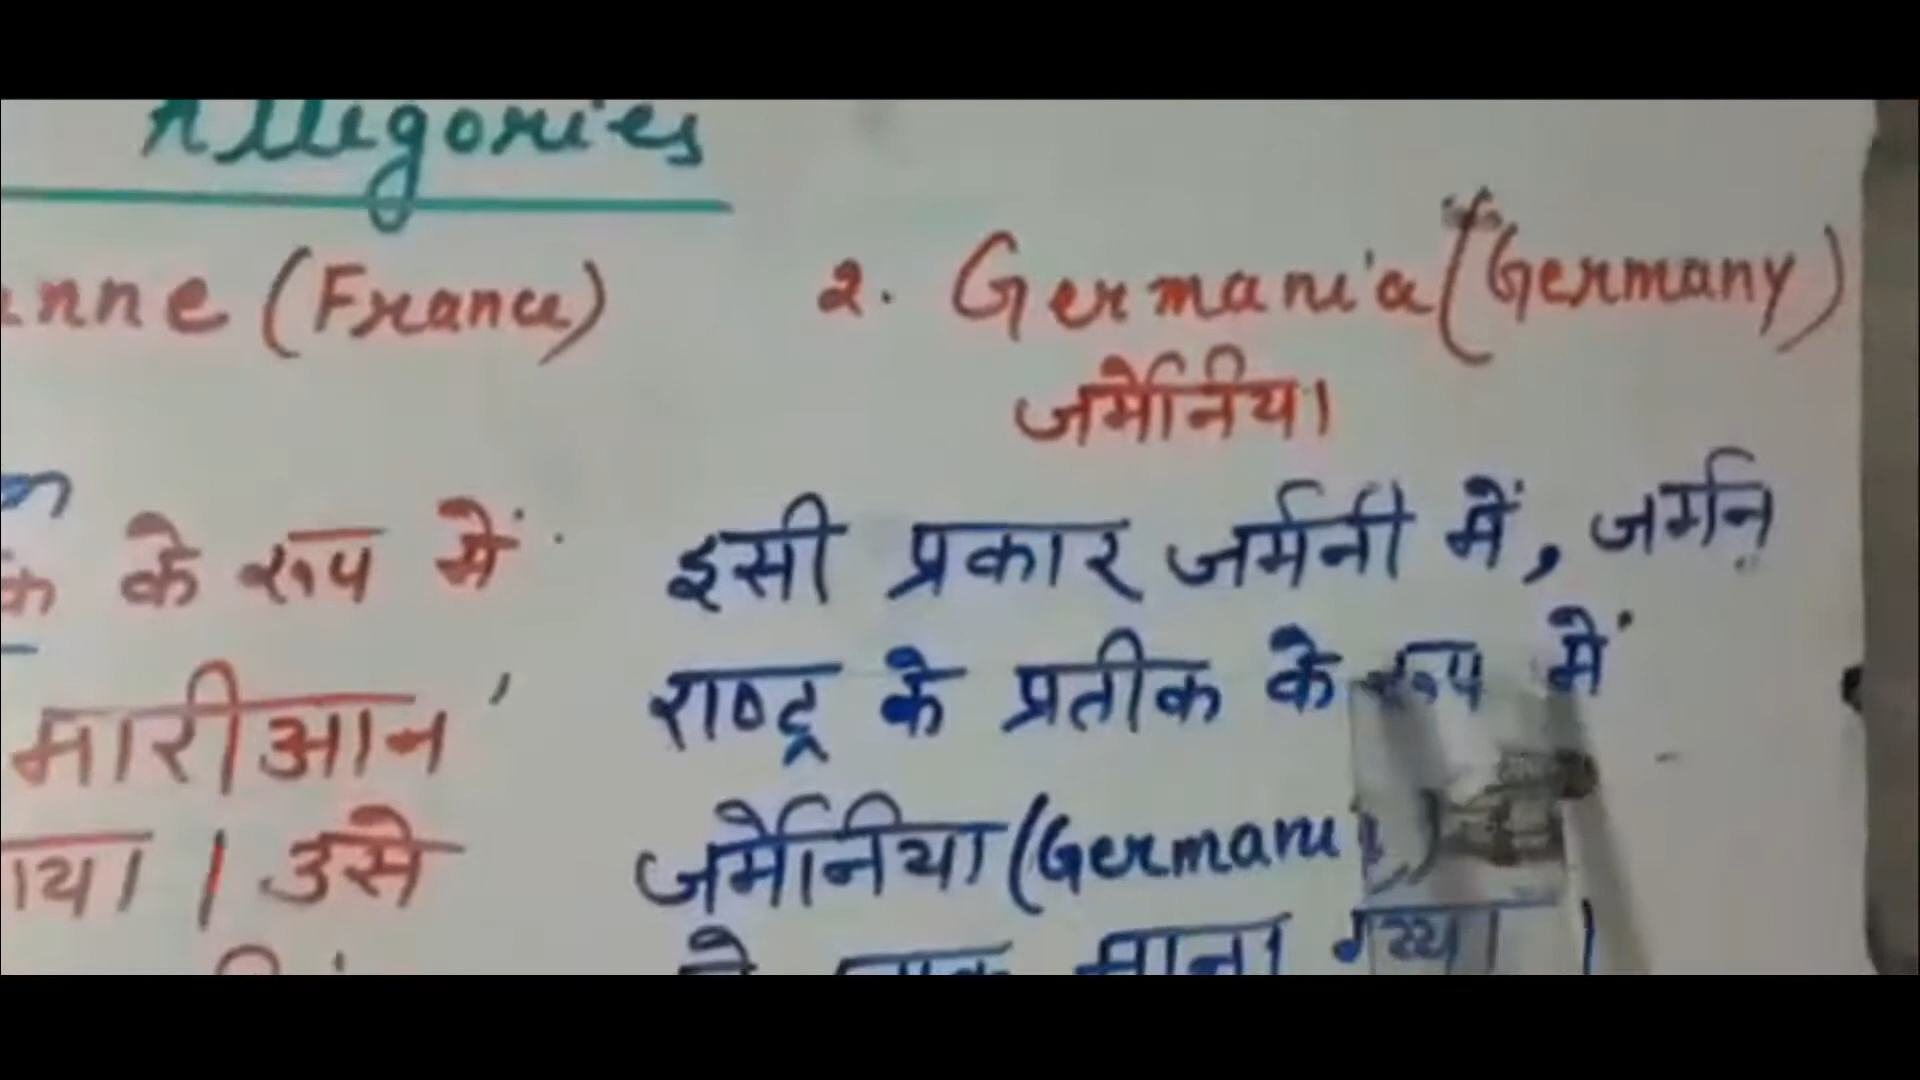 Allegories
anne (France)
2. Germania (Germany)
जर्मेनिया
क के रूप में
मारीआन
गया। उसे
इसी प्रकार जर्मनी में, जर्मन
राष्ट्र के प्रतीक के रूप में
जर्मेनिया (Germani
माना गया।